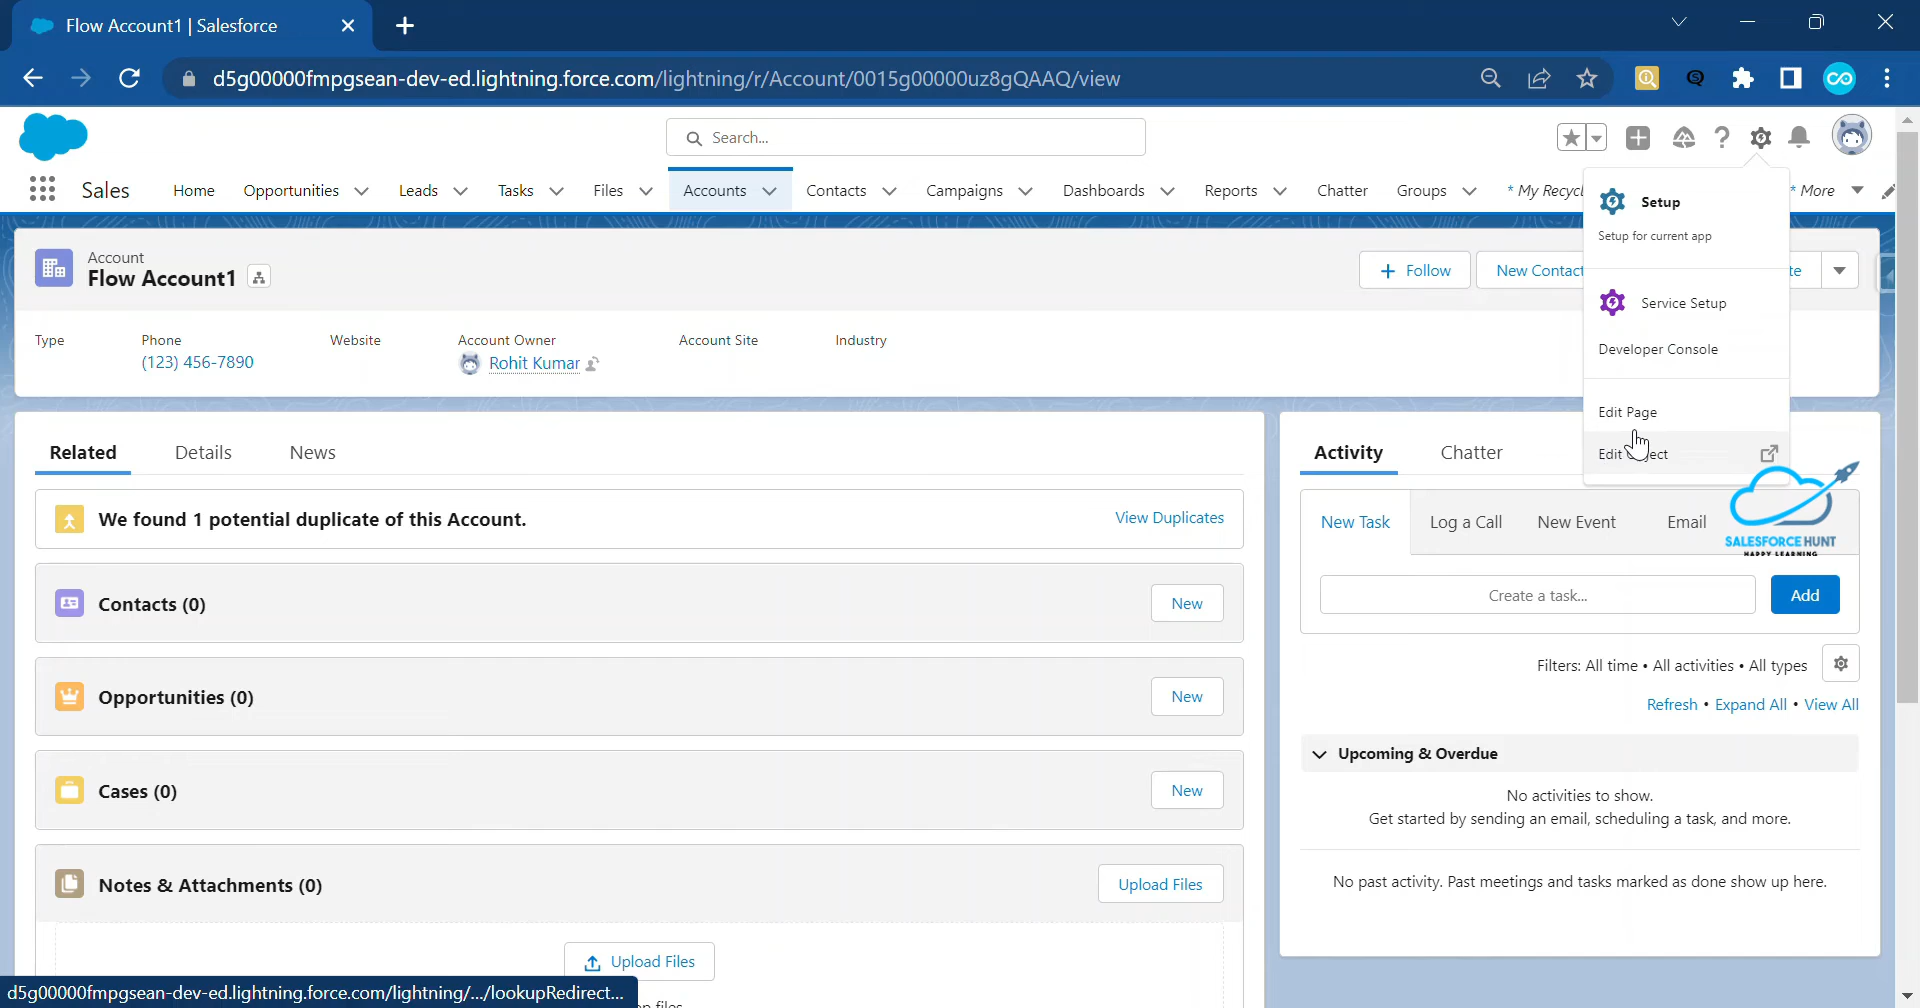 Flow Account1 | Salesforce
d5g00000fmpgsean-dev-ed.lightning.force.com/lightning/r/Account/0015g00000uz8gQAAQ/view
Search...
Sales Home Opportunities Leads Tasks Files Accounts Contacts Campaigns Dashboards Reports Chatter Groups * My Recycl * More
Setup
Setup for current app
Service Setup
Developer Console
Edit Page
Edit
Account
Flow Account1
Follow New Contact
Type Phone Website Account Owner Account Site Industry
(123) 456-7890 Rohit Kumar
Related Details News
We found 1 potential duplicate of this Account. View Duplicates
Contacts (0) New
Opportunities (0) New
Cases (0) New
Notes & Attachments (0) Upload Files
Upload Files
files
Activity Chatter
New Task Log a Call New Event Email
SALESFORCE HUNT
HAPPY LEARNING
Create a task... Add
Filters: All time • All activities • All types
Refresh • Expand All • View All
Upcoming & Overdue
No activities to show.
Get started by sending an email, scheduling a task, and more.
No past activity. Past meetings and tasks marked as done show up here.
d5g00000fmpgsean-dev-ed.lightning.force.com/lightning/.../lookupRedirect...